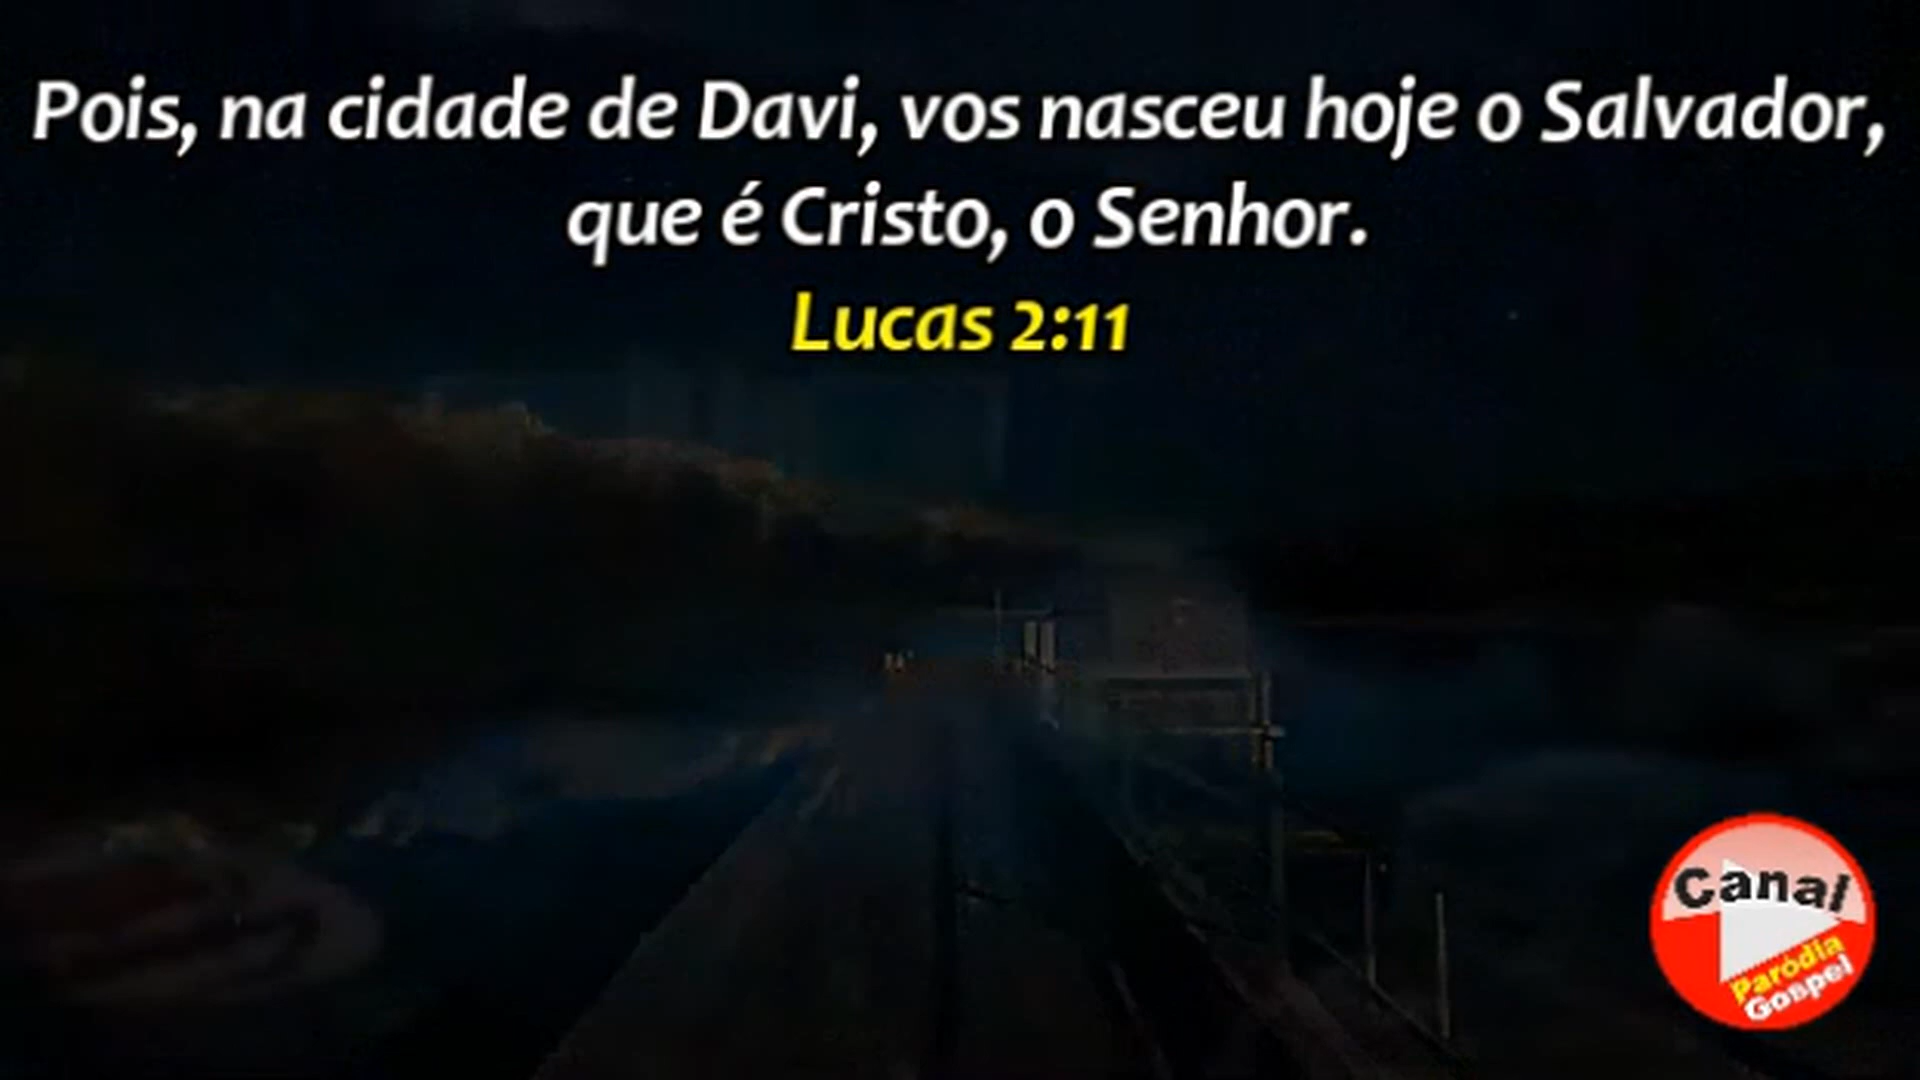 Pois, na cidade de Davi, vos nasceu hoje o Salvador,
que é Cristo, o Senhor.
Lucas 2:11
Canal
Paródia
Gospel